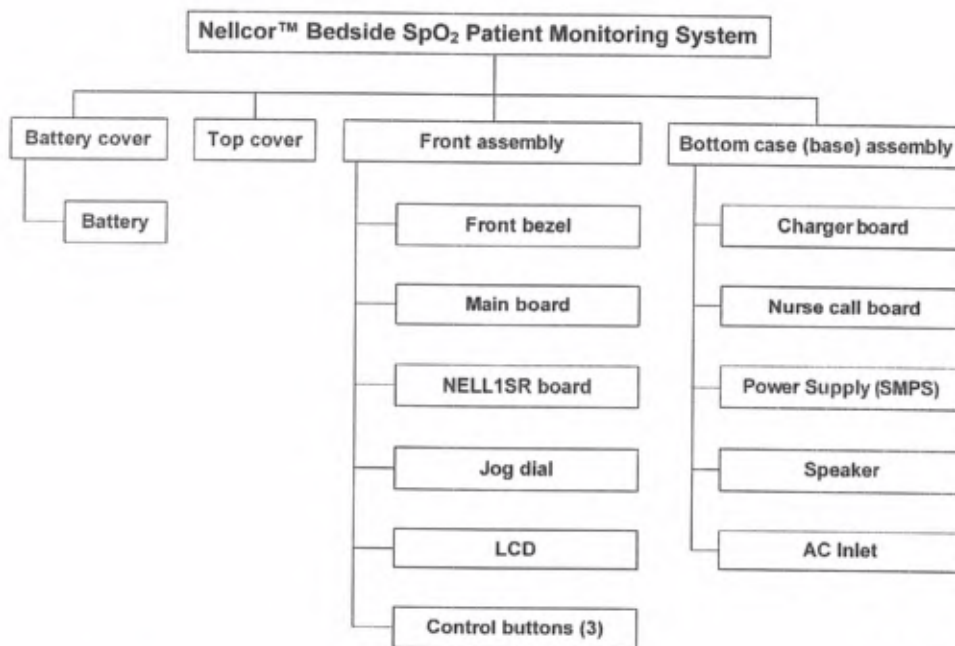 Nellcor™ Bedside SpO₂ Patient Monitoring System
Battery cover
Top cover
Front assembly
Bottom case (base) assembly
Battery
Front bezel
Charger board
Main board
Nurse call board
NELL1SR board
Power Supply (SMPS)
Jog dial
Speaker
LCD
AC Inlet
Control buttons (3)